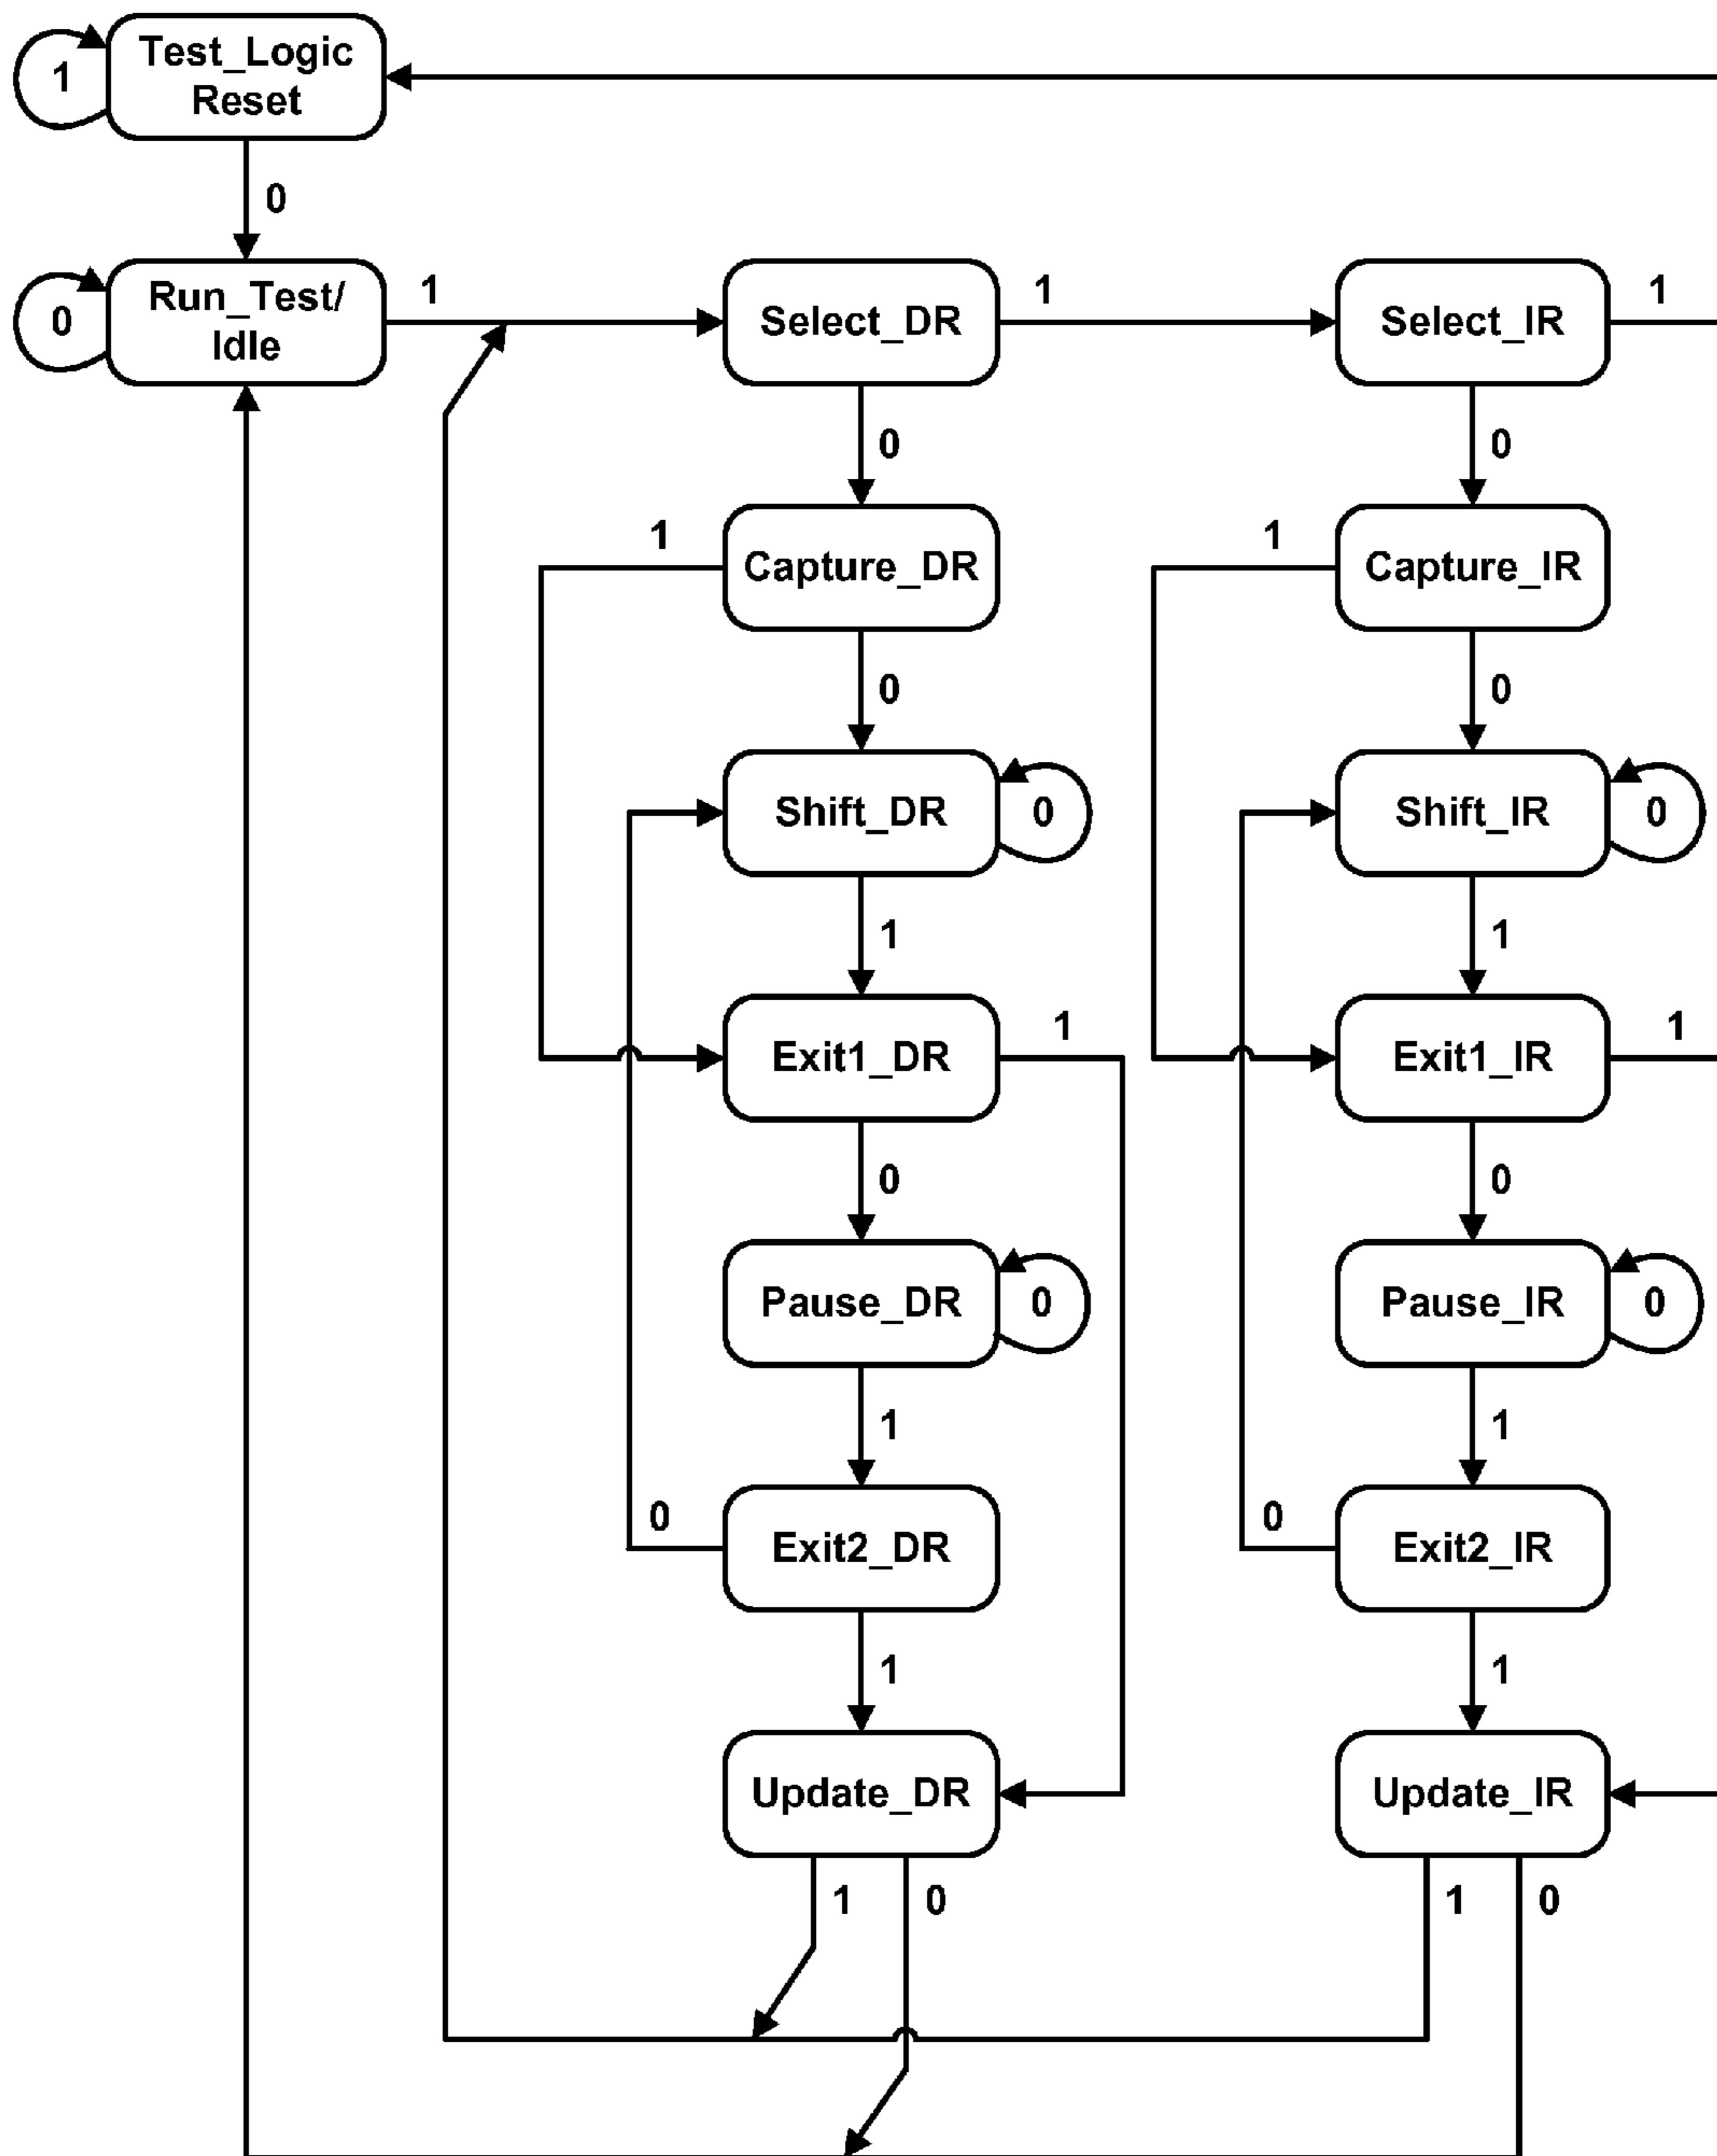 Test_Logic
Reset
1
0
Run_Test/
Idle
0
1
Select_DR
1
Select_IR
1
0
0
1
Capture_DR
1
Capture_IR
0
0
Shift_DR
0
Shift_IR
0
1
1
Exit1_DR
1
Exit1_IR
1
0
0
Pause_DR
0
Pause_IR
0
1
1
0
Exit2_DR
0
Exit2_IR
1
1
Update_DR
Update_IR
1
0
1
0